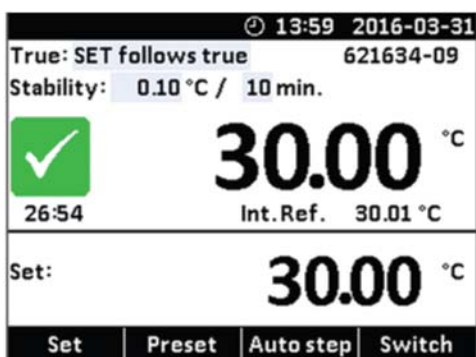 13:59 2016-03-31
True: SET follows true 621634-09
Stability: 0.10 °C / 10 min.
30.00 °C
26:54 Int.Ref. 30.01 °C
Set: 30.00 °C
Set Preset Auto step Switch